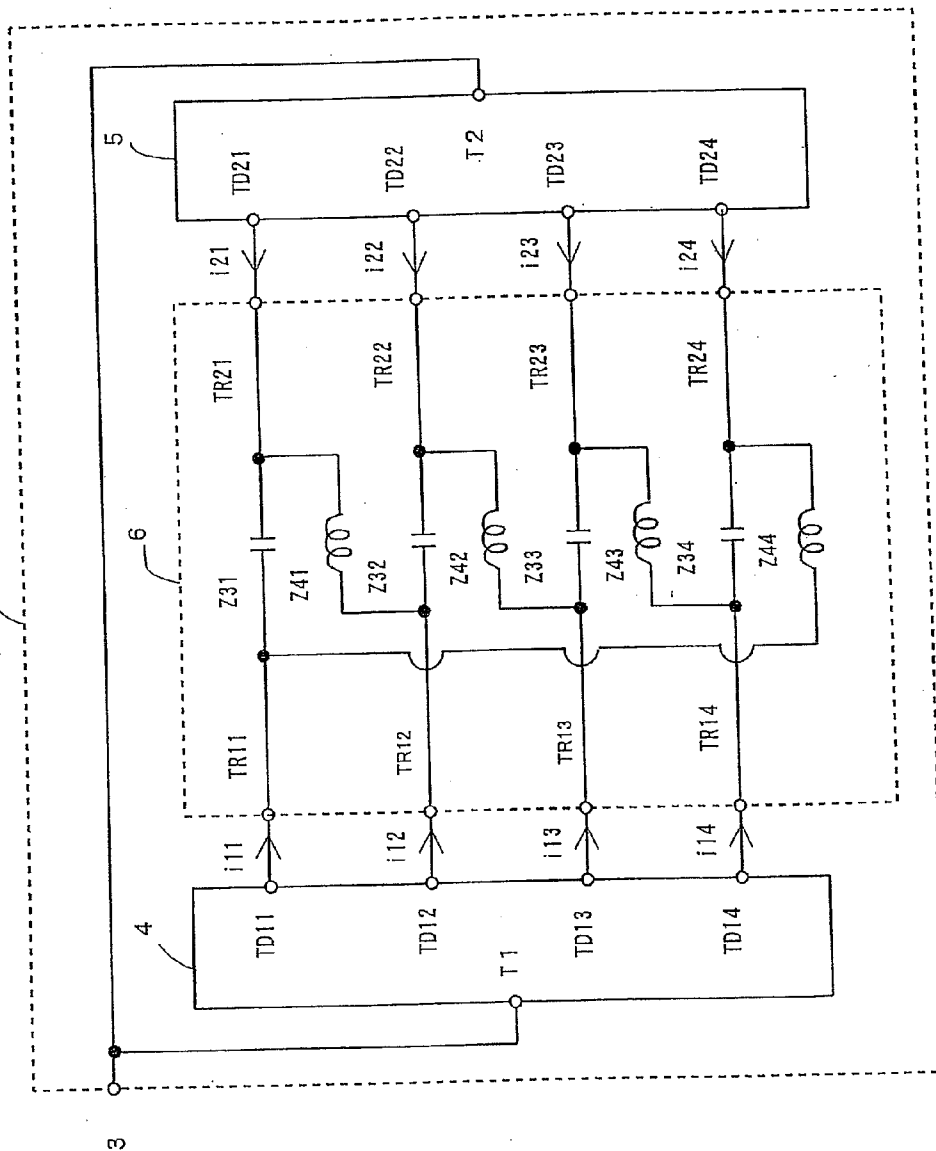 3
4
T1
TD11
TD12
TD13
TD14
i11
i12
i13
i14
6
TR11
TR12
TR13
TR14
Z31
Z41
Z32
Z42
Z33
Z43
Z34
Z44
TR21
TR22
TR23
TR24
i21
i22
i23
i24
5
TD21
TD22
TD23
TD24
T2